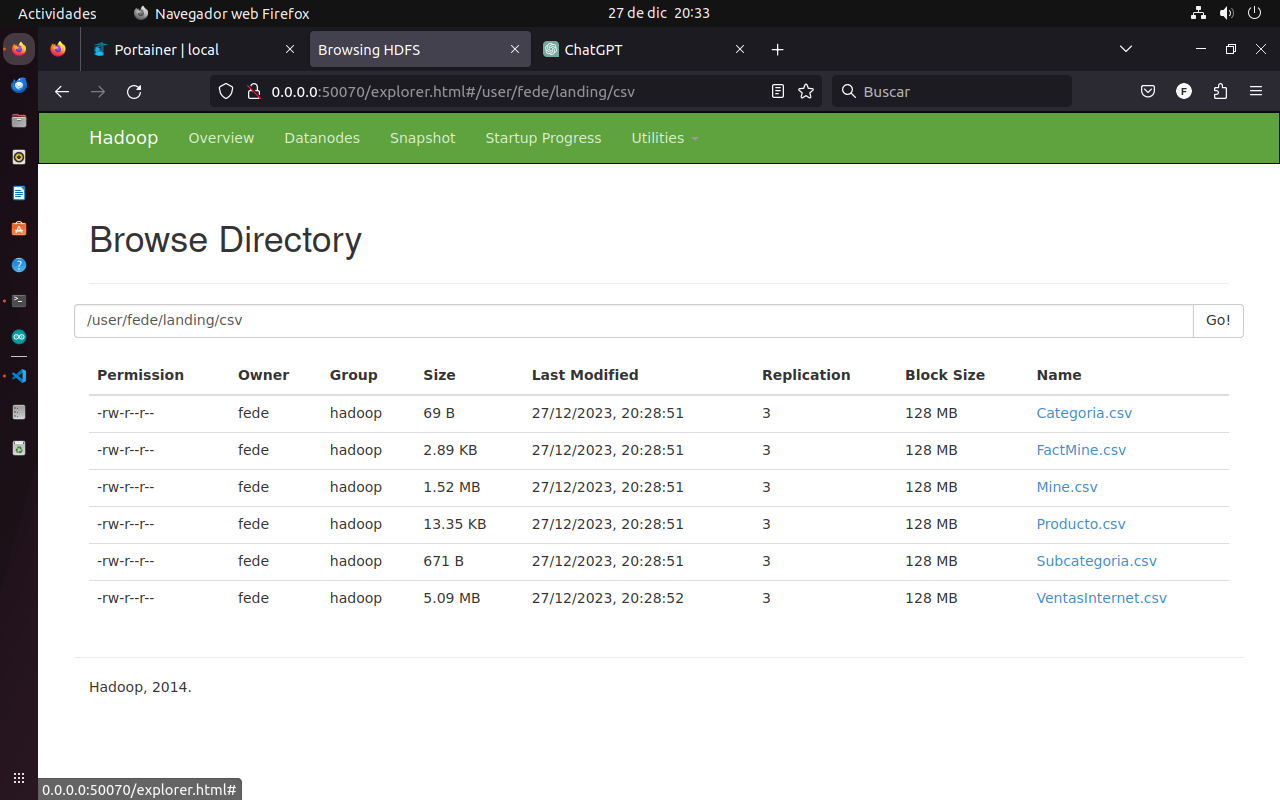 Actividades Navegador web Firefox 27 de dic 20:33
Portainer | local Browsing HDFS ChatGPT
0.0.0.0:50070/explorer.html#/user/fede/landing/csv Buscar F
Hadoop Overview Datanodes Snapshot Startup Progress Utilities
Browse Directory
/user/fede/landing/csv Go!
Permission Owner Group Size Last Modified Replication Block Size Name
-rw-r--r-- fede hadoop 69 B 27/12/2023, 20:28:51 3 128 MB Categoria.csv
-rw-r--r-- fede hadoop 2.89 KB 27/12/2023, 20:28:51 3 128 MB FactMine.csv
-rw-r--r-- fede hadoop 1.52 MB 27/12/2023, 20:28:51 3 128 MB Mine.csv
-rw-r--r-- fede hadoop 13.35 KB 27/12/2023, 20:28:51 3 128 MB Producto.csv
-rw-r--r-- fede hadoop 671 B 27/12/2023, 20:28:51 3 128 MB Subcategoria.csv
-rw-r--r-- fede hadoop 5.09 MB 27/12/2023, 20:28:52 3 128 MB VentasInternet.csv
Hadoop, 2014.
0.0.0.0:50070/explorer.html#